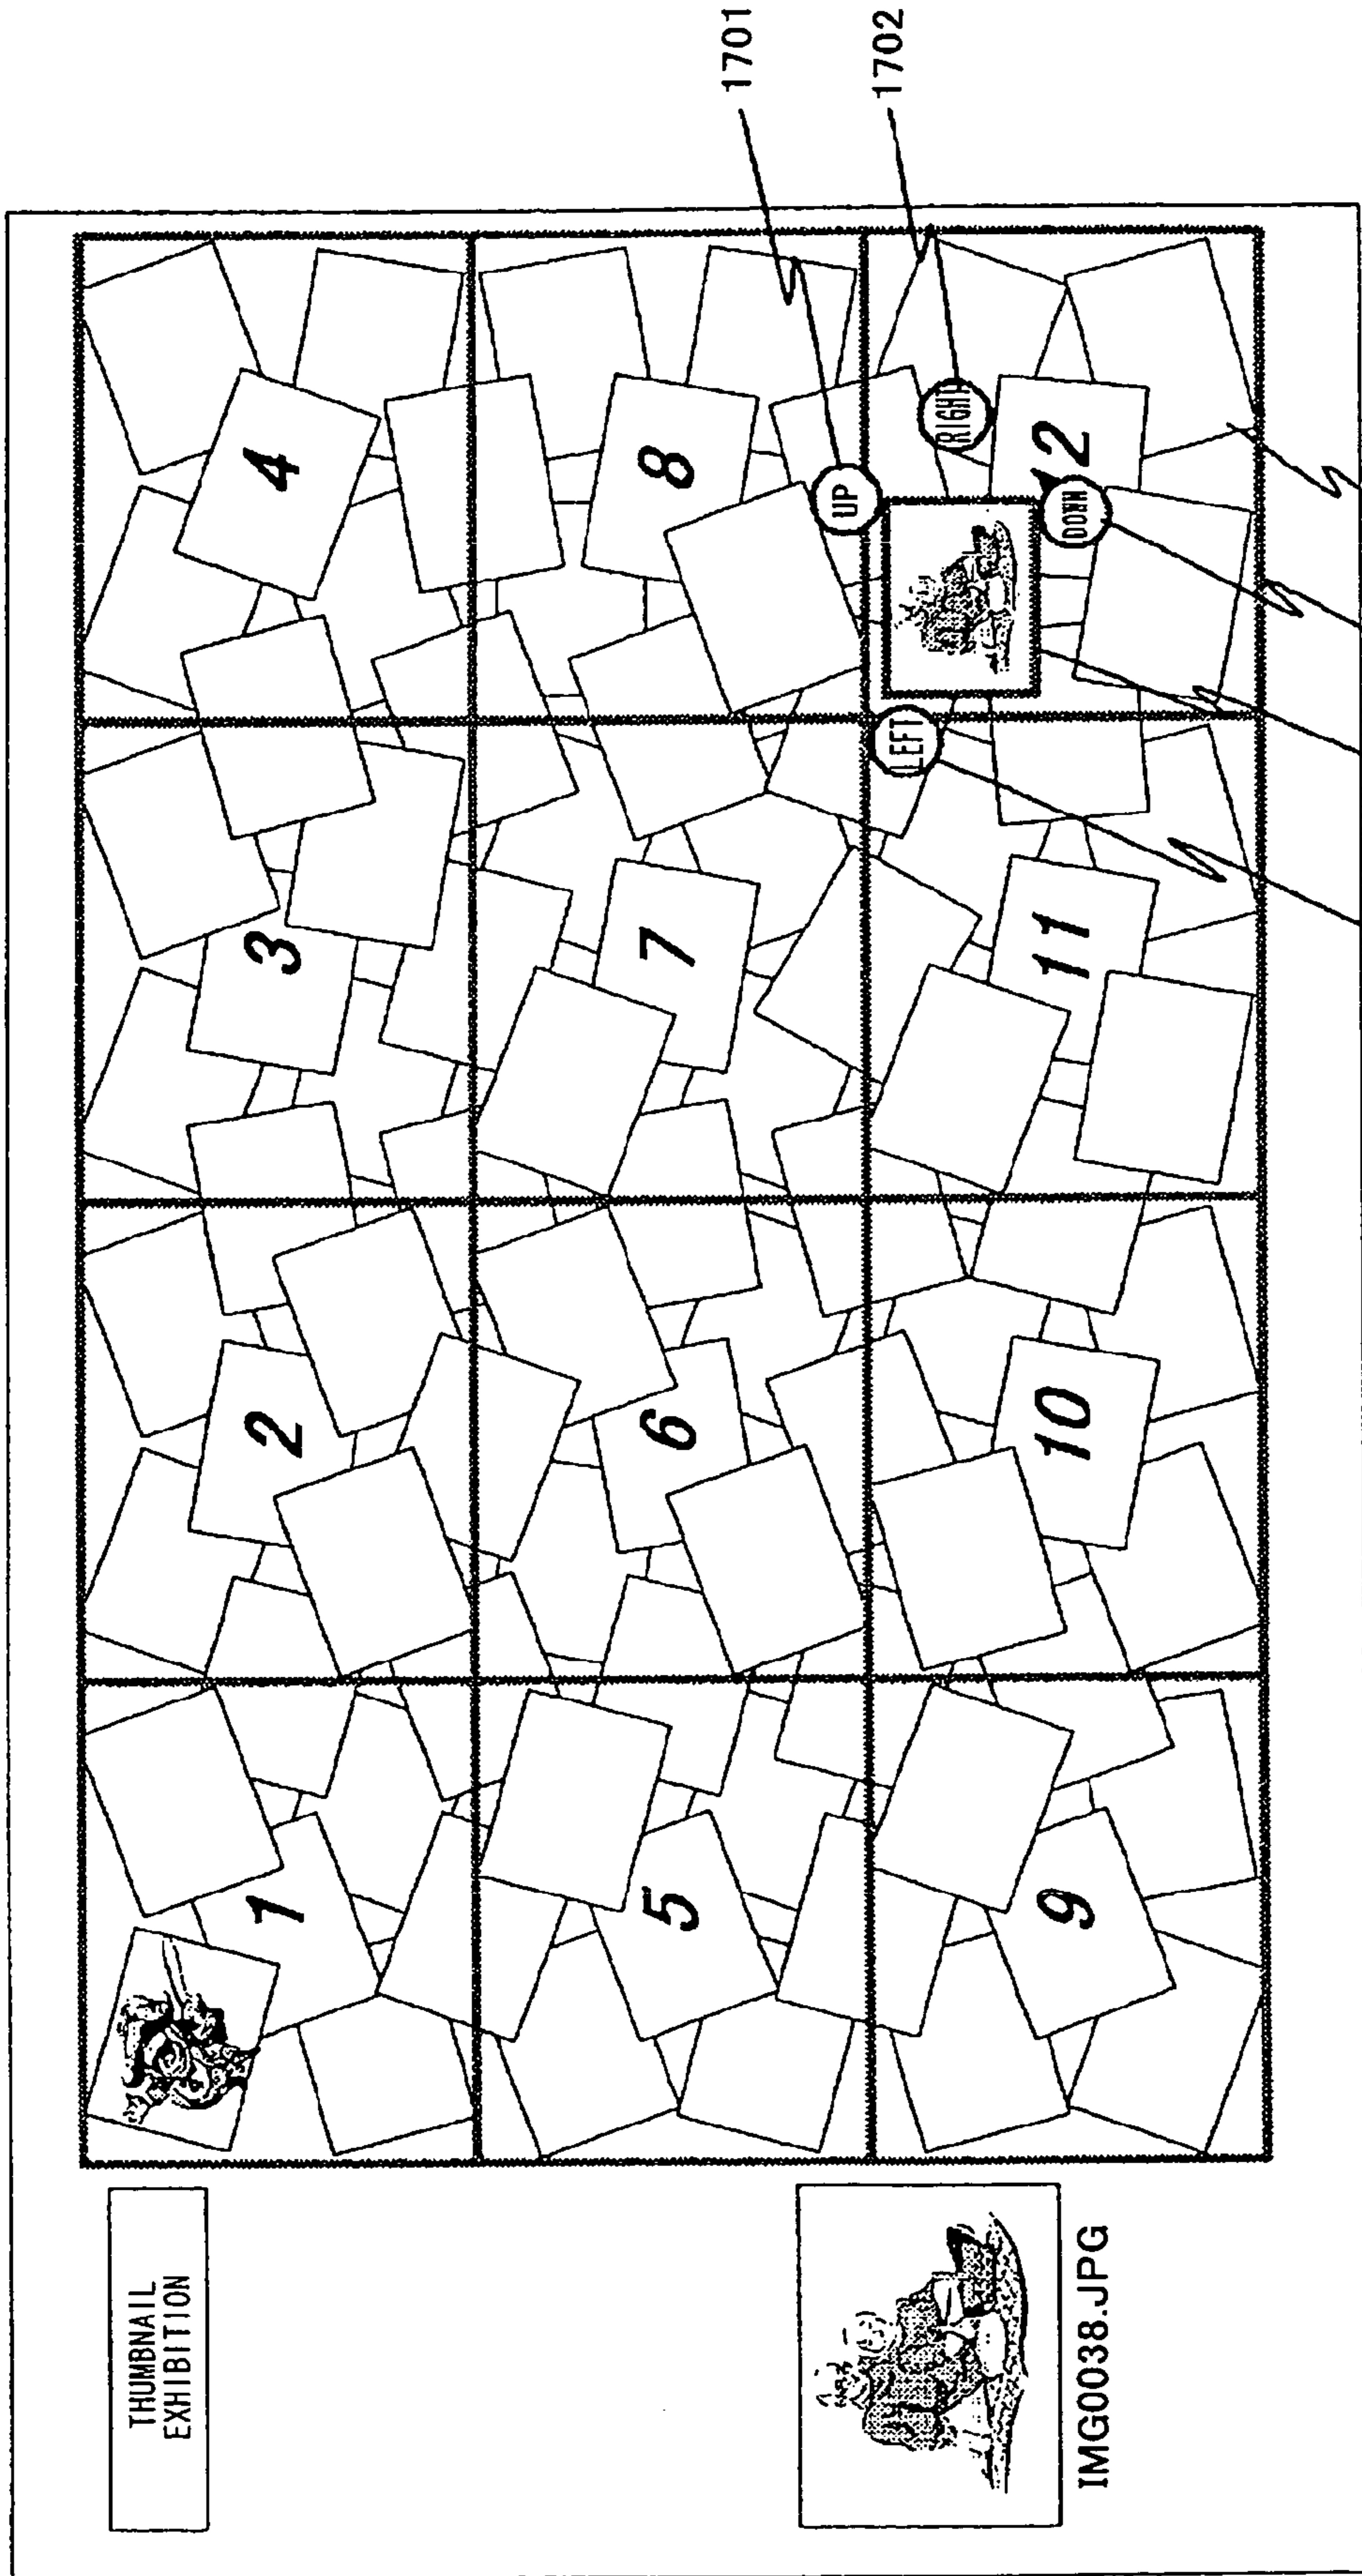 THUMBNAIL
EXHIBITION
1
2
3
4
5
6
7
8
9
10
11
12
UP
RIGHT
LEFT
DOWN
IMG0038.JPG
1701
1702